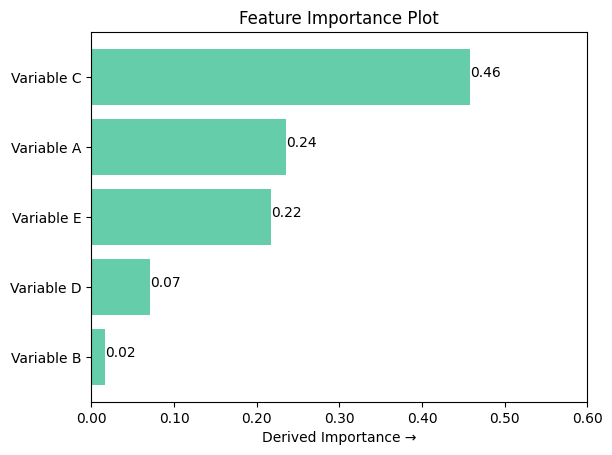 Feature Importance Plot
Variable C
0.46
Variable A
0.24
Variable E
0.22
Variable D
0.07
Variable B
0.02
0.00 0.10 0.20 0.30 0.40 0.50 0.60
Derived Importance →